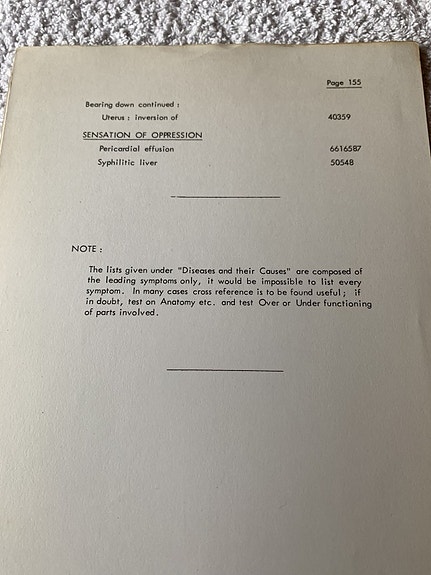 Page 155
Bearing down continued :
Uterus : inversion of 40359
SENSATION OF OPPRESSION
Pericardial effusion 6616587
Syphilitic liver 50548
NOTE :
The lists given under "Diseases and their Causes" are composed of
the leading symptoms only, it would be impossible to list every
symptom. In many cases cross reference is to be found useful ; if
in doubt, test on Anatomy etc. and test Over or Under functioning
of parts involved.